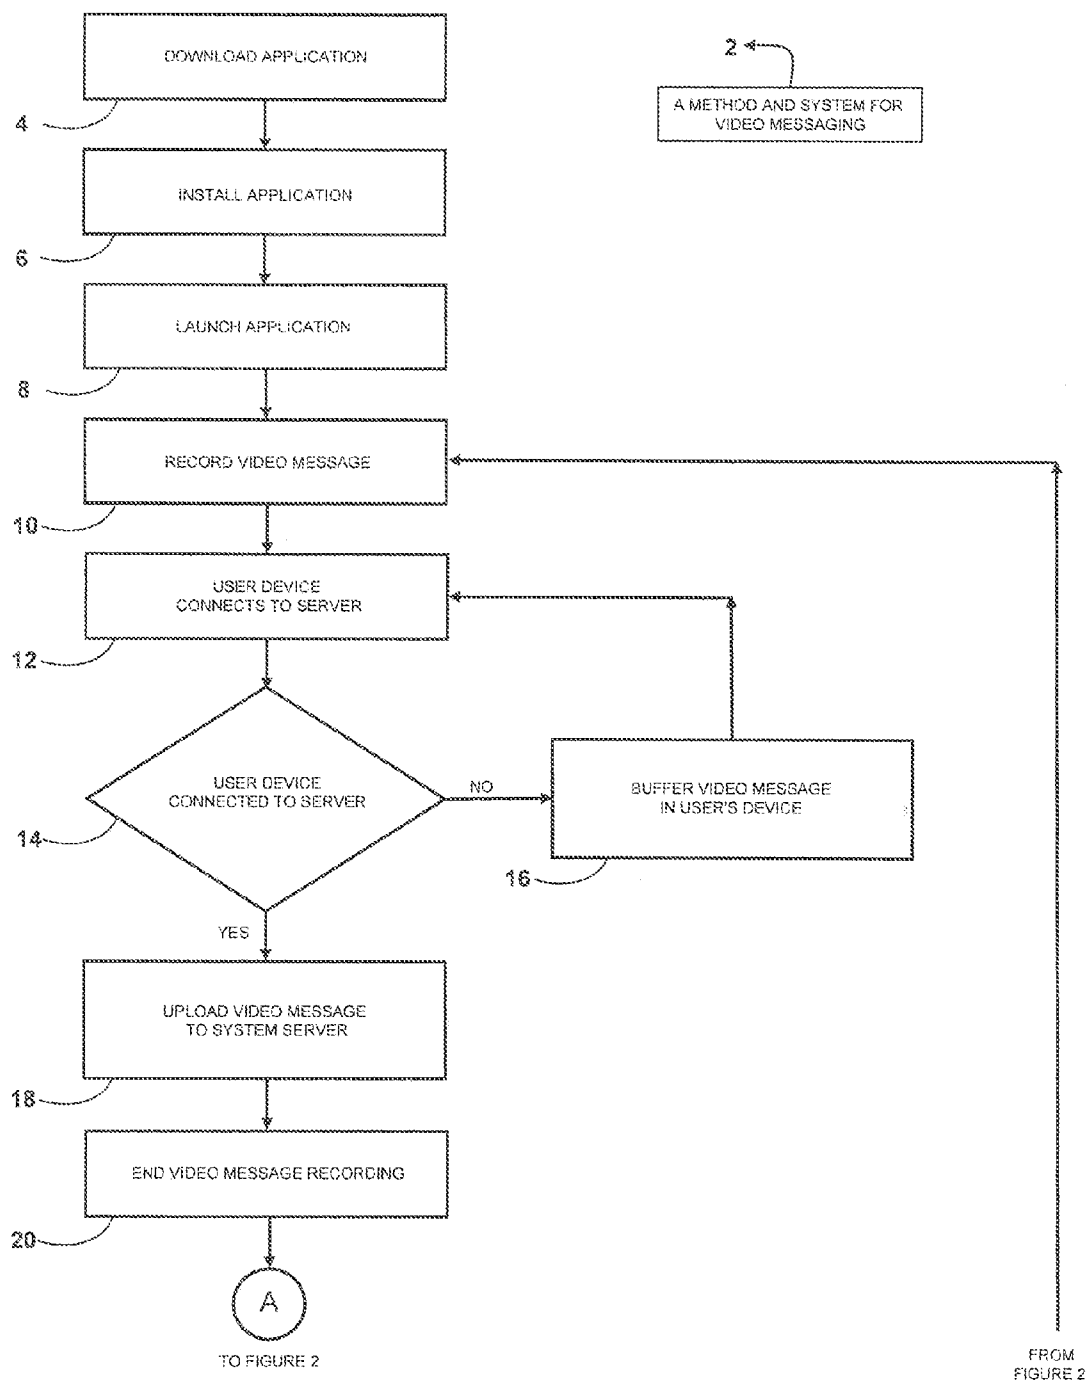 DOWNLOAD APPLICATION
4
2
A METHOD AND SYSTEM FOR
VIDEO MESSAGING
INSTALL APPLICATION
6
LAUNCH APPLICATION
8
RECORD VIDEO MESSAGE
10
USER DEVICE
CONNECTS TO SERVER
12
USER DEVICE
CONNECTED TO SERVER
14
NO
BUFFER VIDEO MESSAGE
IN USER'S DEVICE
16
YES
UPLOAD VIDEO MESSAGE
TO SYSTEM SERVER
18
END VIDEO MESSAGE RECORDING
20
A
TO FIGURE 2
FROM
FIGURE 2